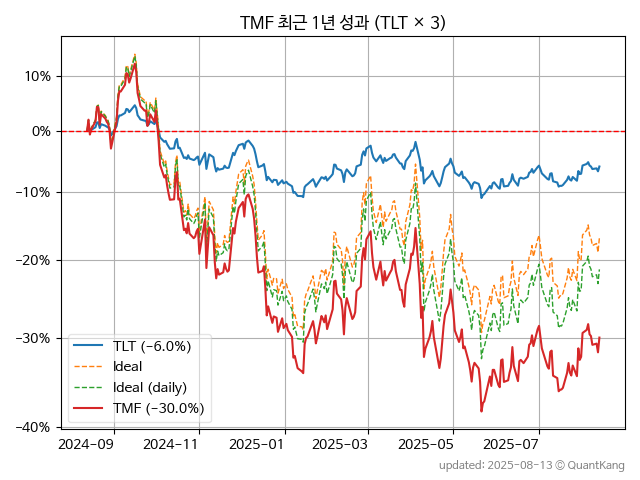 TMF 최근 1년 성과 (TLT × 3)
10%
0%
−10%
−20%
−30%
−40%
TLT (−6.0%)
Ideal
Ideal (daily)
TMF (−30.0%)
2024-09
2024-11
2025-01
2025-03
2025-05
2025-07
updated: 2025-08-13 © QuantKang